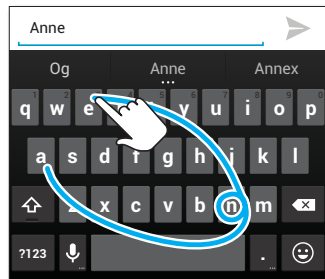 Anne
Og Anne Annex
q w e y u i o p
a s d f g h j k l
z x c v b n m
?123 .